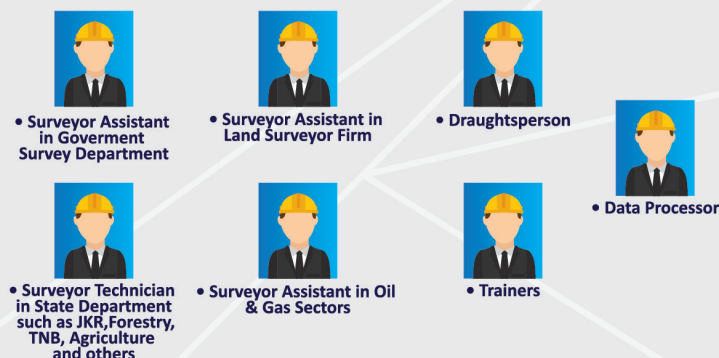 • Surveyor Assistant
in Goverment
Survey Department
• Surveyor Assistant in
Land Surveyor Firm
• Draughtsperson
• Data Processor
• Surveyor Technician
in State Department
such as JKR,Forestry,
TNB, Agriculture
and others
• Surveyor Assistant in Oil
& Gas Sectors
• Trainers